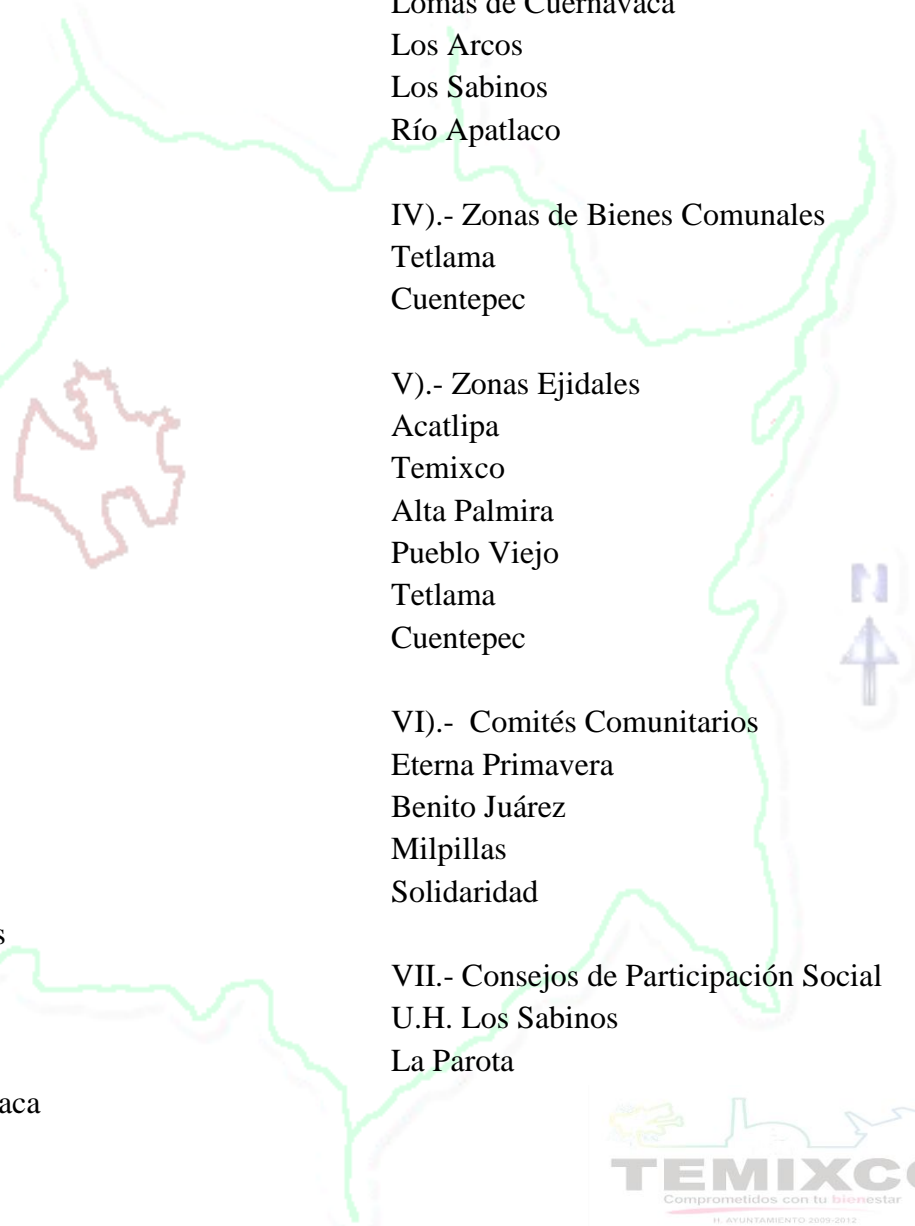 Lomas de Cuernavaca
Los Arcos
Los Sabinos
Río Apatlaco
IV).- Zonas de Bienes Comunales
Tetlama
Cuentepec
V).- Zonas Ejidales
Acatlipa
Temixco
Alta Palmira
Pueblo Viejo
Tetlama
Cuentepec
VI).- Comités Comunitarios
Eterna Primavera
Benito Juárez
Milpillas
Solidaridad
VII.- Consejos de Participación Social
U.H. Los Sabinos
La Parota
s
aca
N
TEMIXCO
Comprometidos con tu bienestar
H. AYUNTAMIENTO 2009-2012